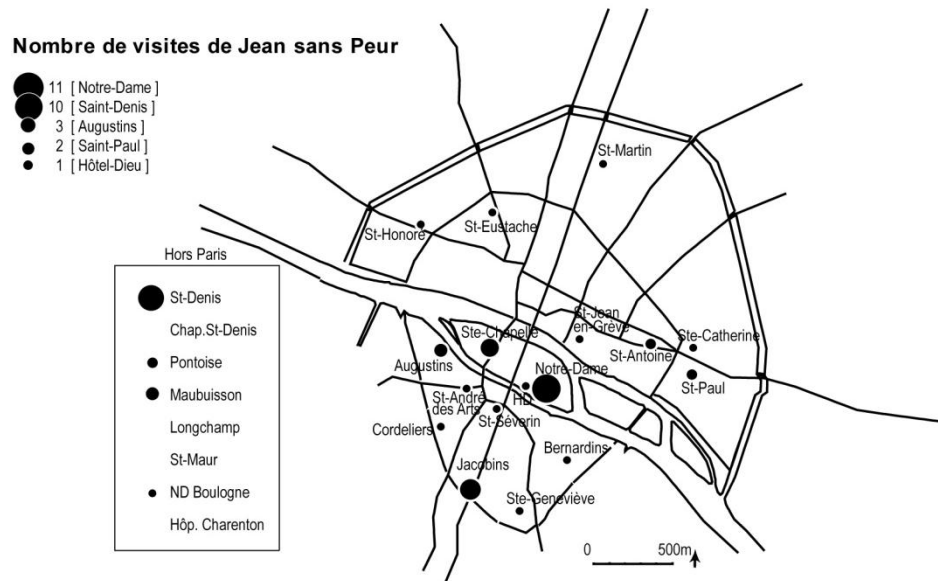 Nombre de visites de Jean sans Peur
11 [ Notre-Dame ]
10 [ Saint-Denis ]
3 [ Augustins ]
2 [ Saint-Paul ]
1 [ Hôtel-Dieu ]
St-Martin
St-Eustache
St-Honoré
Hors Paris
St-Denis
Chap.St-Denis
Pontoise
Maubuisson
Longchamp
St-Maur
ND Boulogne
Hôp. Charenton
St-Jean
en-Grève
Ste-Chapelle
Ste-Catherine
St-Antoine
Augustins
Notre-Dame
St-Paul
HD
St-André
des Arts
St-Séverin
Cordeliers
Bernardins
Jacobins
Ste-Geneviève
0 500m